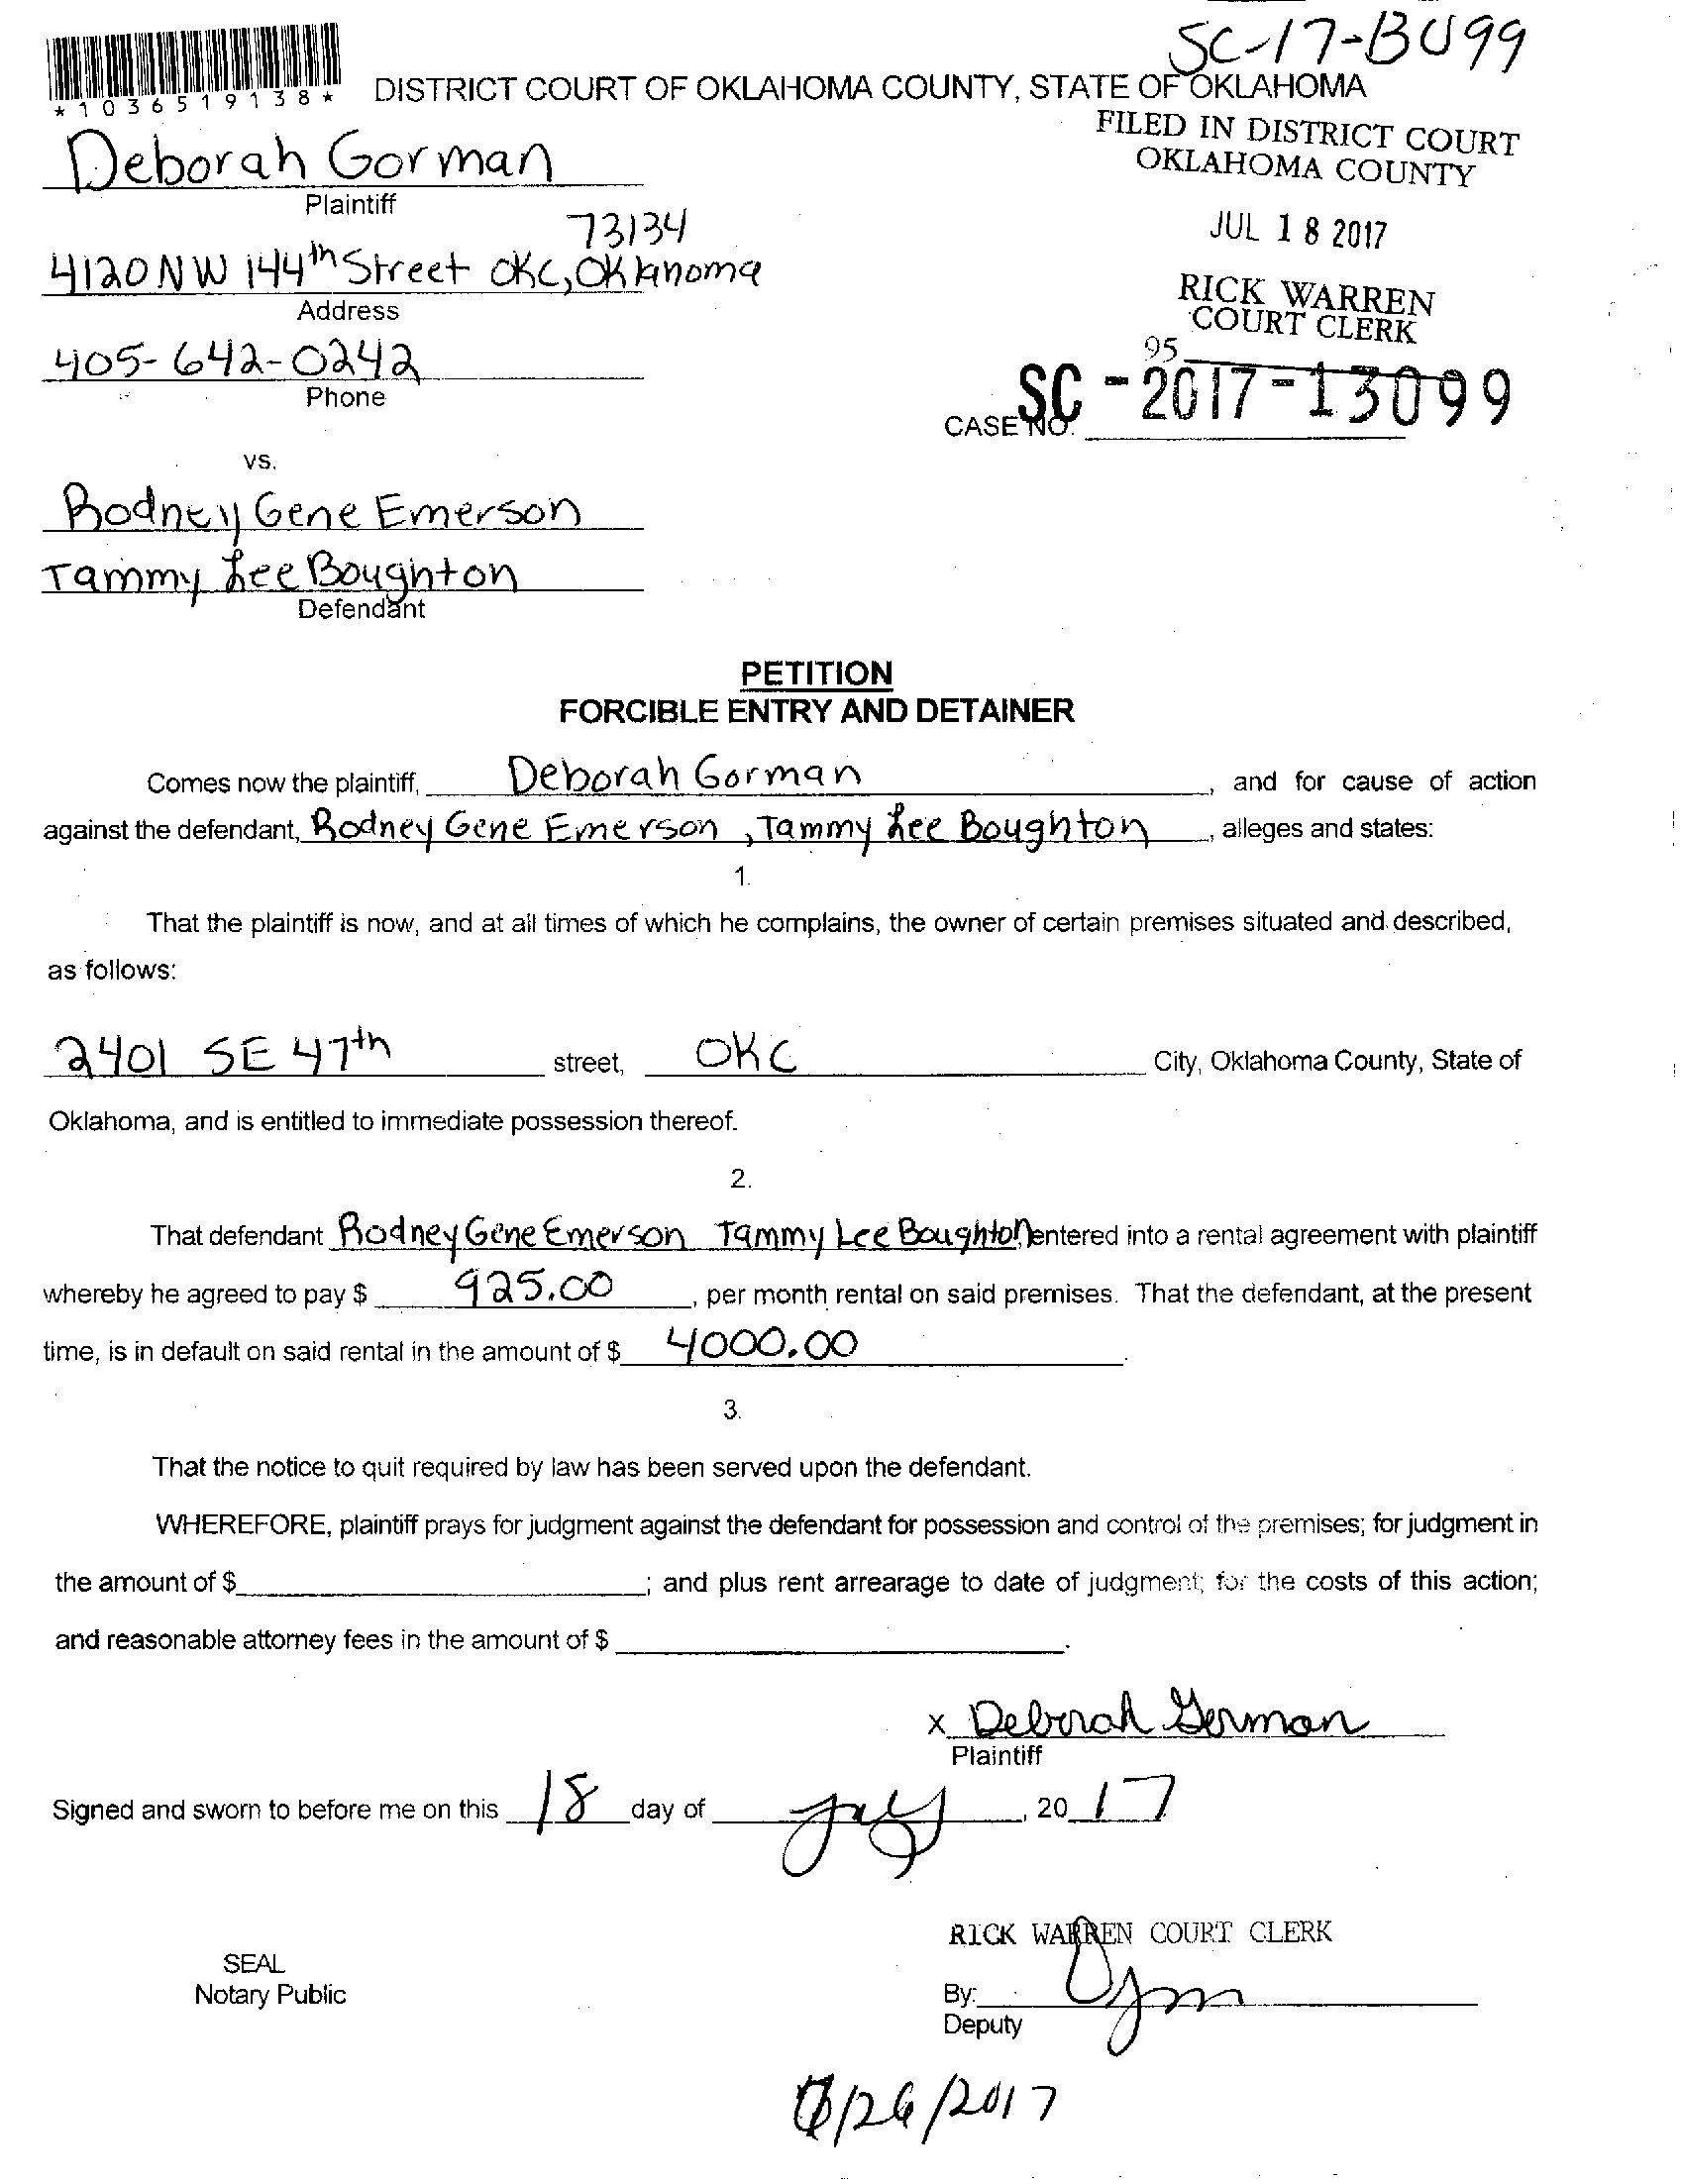 SC-17-13099
*1036519138*
DISTRICT COURT OF OKLAHOMA COUNTY, STATE OF OKLAHOMA
FILED IN DISTRICT COURT
OKLAHOMA COUNTY
Deborah Gorman
Plaintiff
JUL 18 2017
73134
4120 NW 144th Street OKC, Oklahoma
Address
RICK WARREN
COURT CLERK
95
405-642-0242
Phone
CASE NO. SC-2017-13099
vs.
Rodney Gene Emerson
Tammy Lee Boughton
Defendant
PETITION
FORCIBLE ENTRY AND DETAINER
Comes now the plaintiff, Deborah Gorman, and for cause of action
against the defendant, Rodney Gene Emerson, Tammy Lee Boughton, alleges and states:
1.
That the plaintiff is now, and at all times of which he complains, the owner of certain premises situated and described,
as follows:
2401 SE 47th street, OKC City, Oklahoma County, State of
Oklahoma, and is entitled to immediate possession thereof.
2.
That defendant Rodney Gene Emerson Tammy Lee Boughton entered into a rental agreement with plaintiff
whereby he agreed to pay $ 925.00, per month rental on said premises. That the defendant, at the present
time, is in default on said rental in the amount of $ 4000.00.
3.
That the notice to quit required by law has been served upon the defendant.
WHEREFORE, plaintiff prays for judgment against the defendant for possession and control of the premises; for judgment in
the amount of $ ; and plus rent arrearage to date of judgment; for the costs of this action;
and reasonable attorney fees in the amount of $ .
x Deborah Gorman
Plaintiff
Signed and sworn to before me on this 18 day of July, 2017
RICK WARREN COURT CLERK
SEAL
Notary Public
By:
Deputy
/26/2017